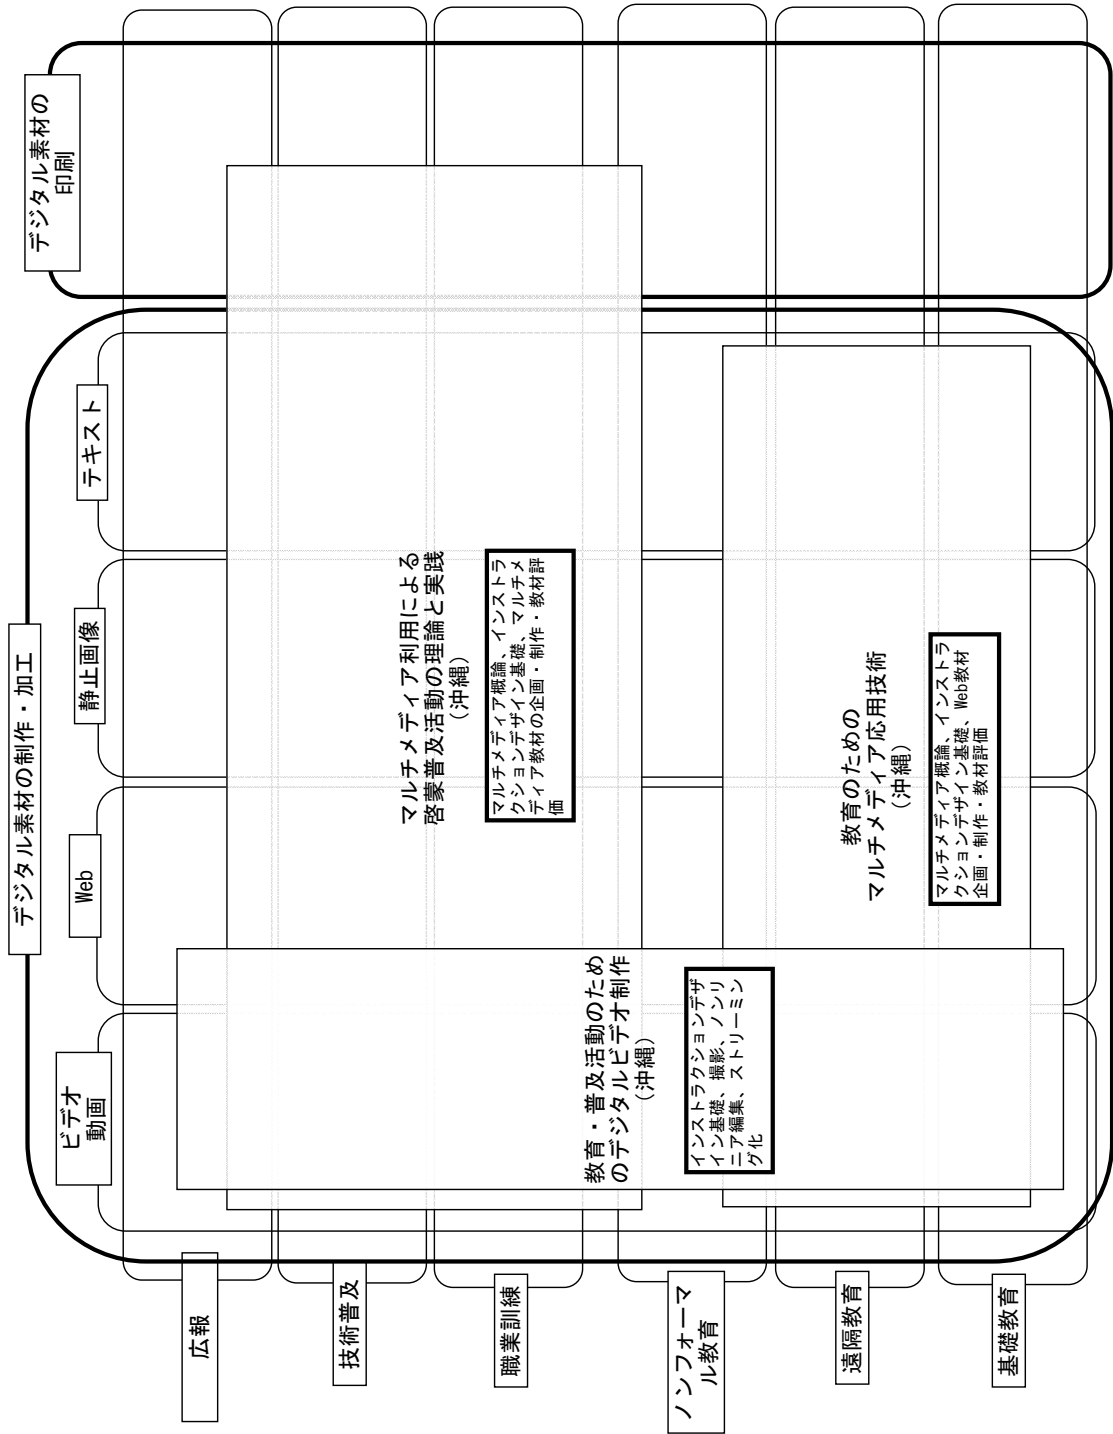 デジタル素材の制作・加工
デジタル素材の
印刷
ビデオ
動画
Web
静止画像
テキスト
広報
技術普及
職業訓練
ノンフォーマ
ル教育
遠隔教育
基礎教育
マルチメディア利用による
啓蒙普及活動の理論と実践
(沖縄)
マルチメディア概論、インストラ
クションデザイン基礎、マルチメ
ディア教材の企画・制作・教材評
価
教育・普及活動のため
のデジタルビデオ制作
(沖縄)
インストラクションデザ
イン基礎、撮影、ノンリ
ニア編集、ストリーミン
グ化
教育のための
マルチメディア応用技術
(沖縄)
マルチメディア概論、インストラ
クションデザイン基礎、Web教材
企画・制作・教材評価